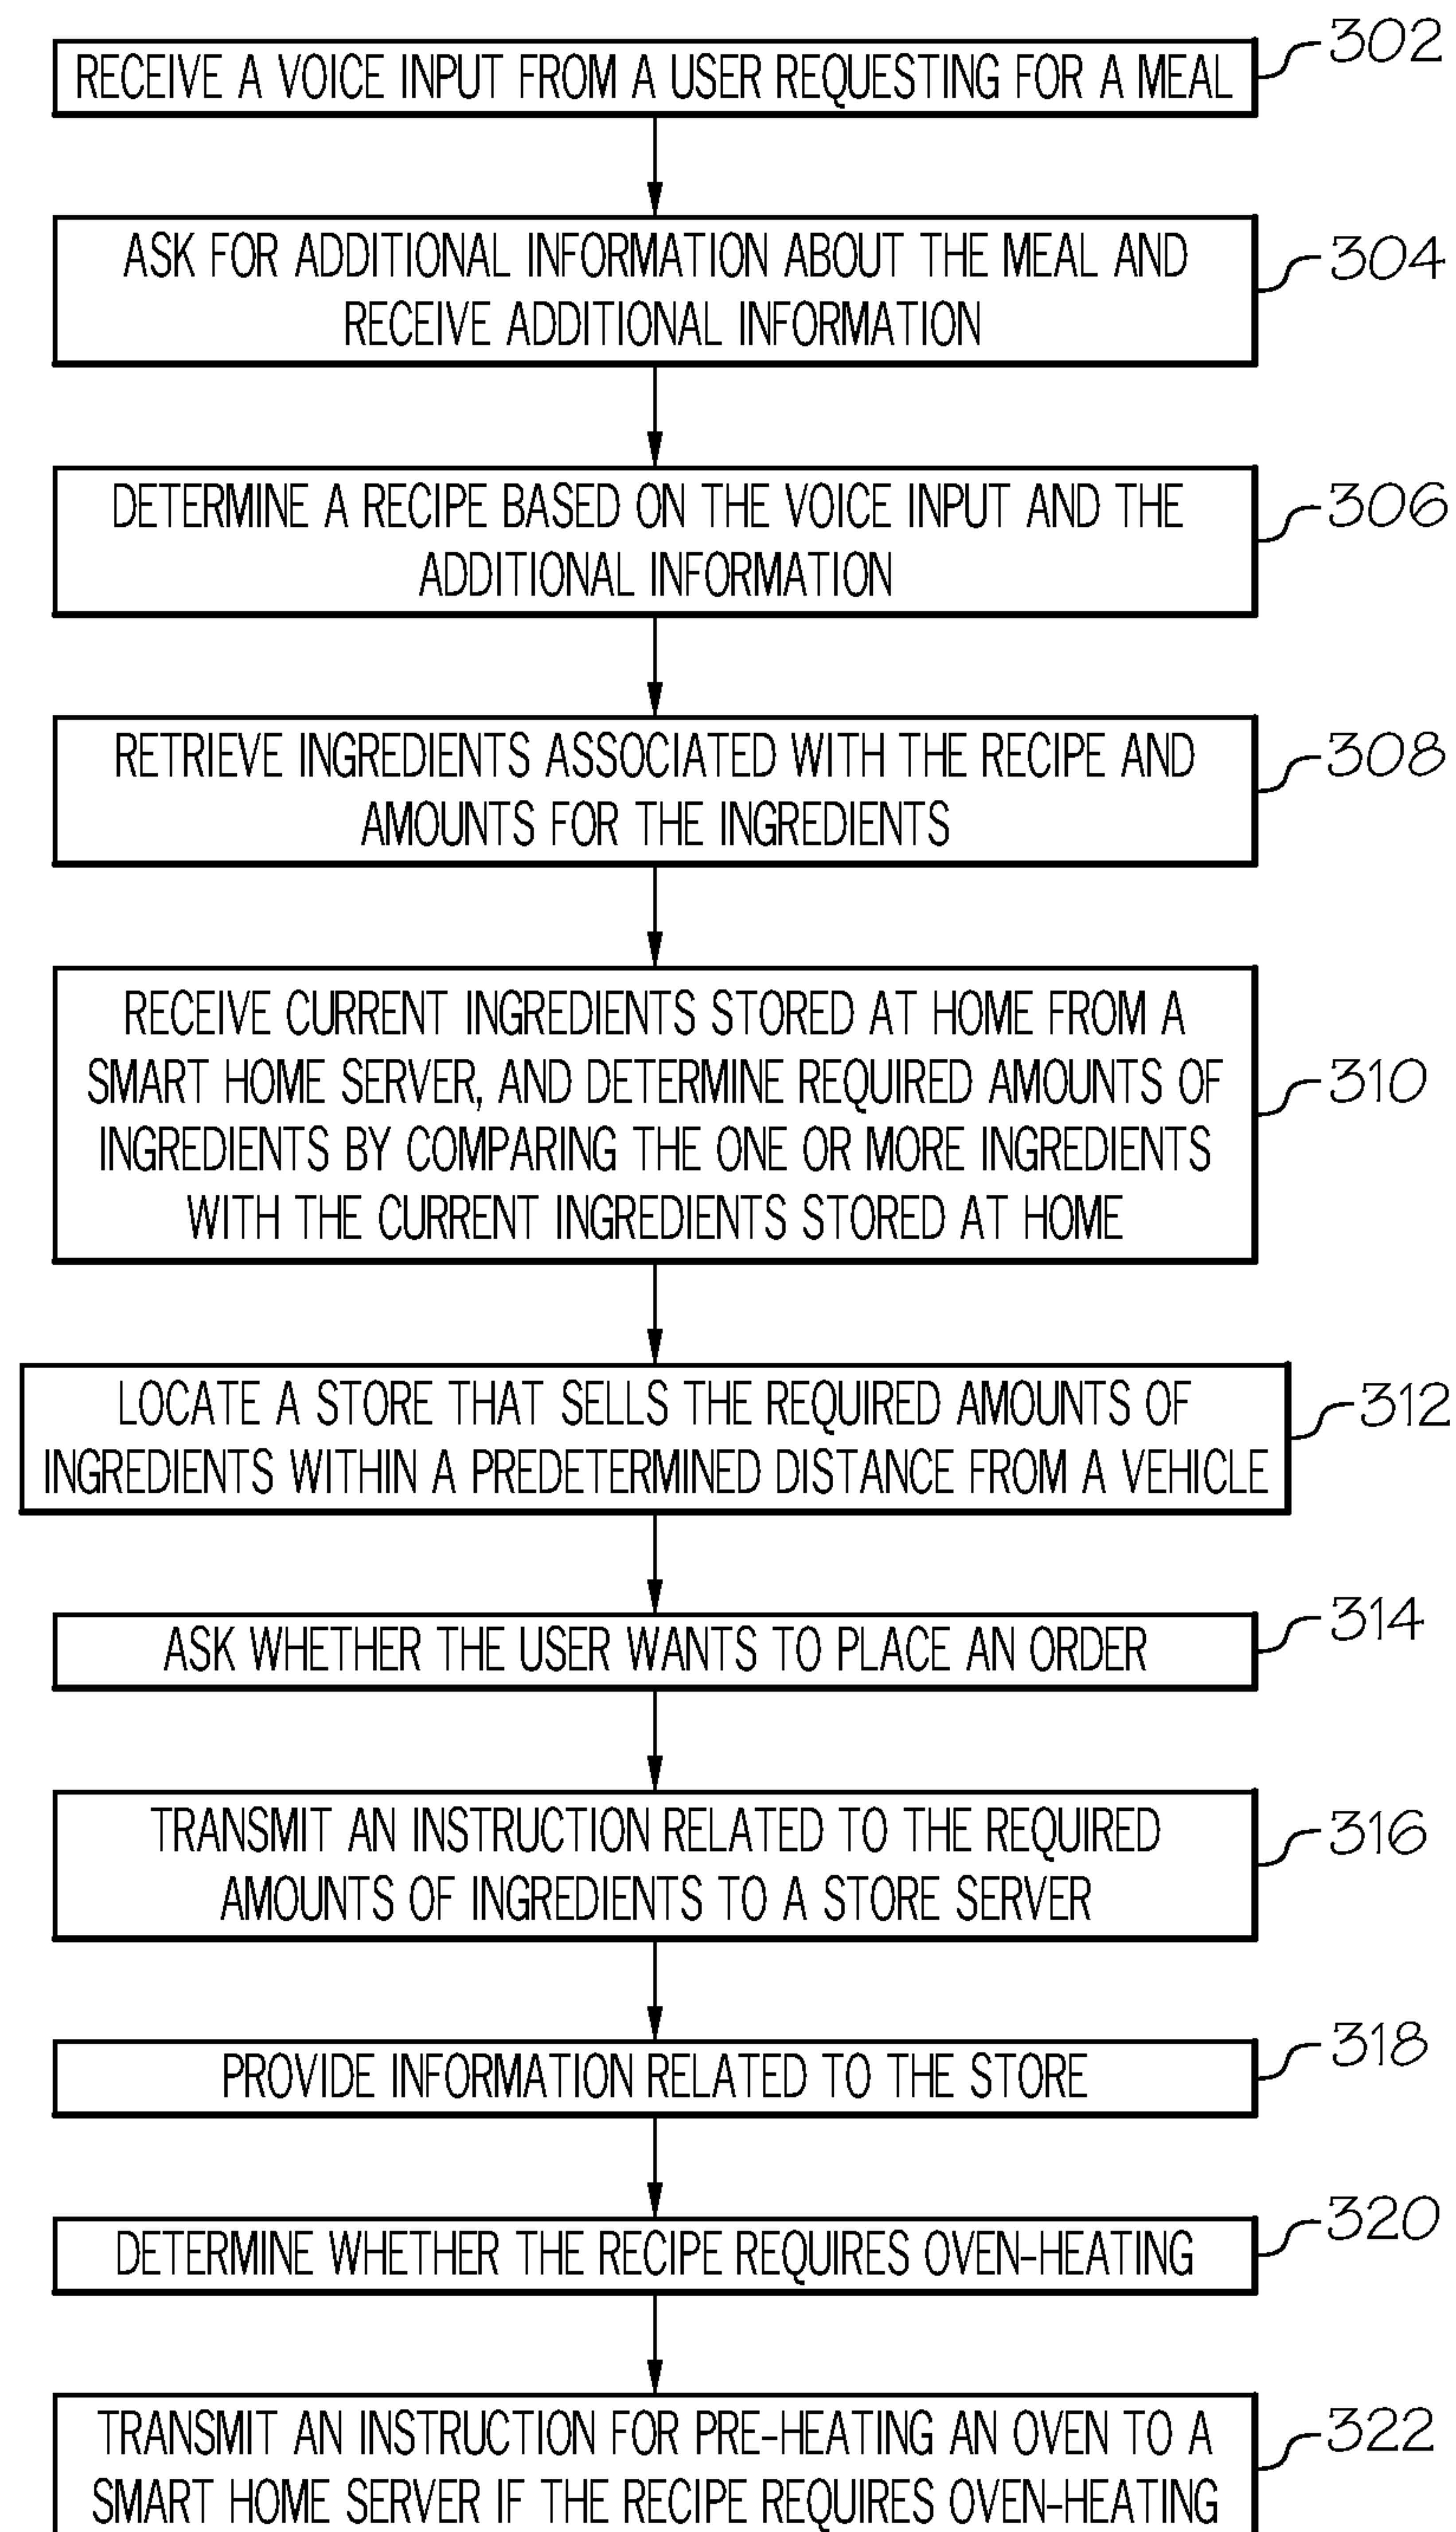 RECEIVE A VOICE INPUT FROM A USER REQUESTING FOR A MEAL
302
ASK FOR ADDITIONAL INFORMATION ABOUT THE MEAL AND
RECEIVE ADDITIONAL INFORMATION
304
DETERMINE A RECIPE BASED ON THE VOICE INPUT AND THE
ADDITIONAL INFORMATION
306
RETRIEVE INGREDIENTS ASSOCIATED WITH THE RECIPE AND
AMOUNTS FOR THE INGREDIENTS
308
RECEIVE CURRENT INGREDIENTS STORED AT HOME FROM A
SMART HOME SERVER, AND DETERMINE REQUIRED AMOUNTS OF
INGREDIENTS BY COMPARING THE ONE OR MORE INGREDIENTS
WITH THE CURRENT INGREDIENTS STORED AT HOME
310
LOCATE A STORE THAT SELLS THE REQUIRED AMOUNTS OF
INGREDIENTS WITHIN A PREDETERMINED DISTANCE FROM A VEHICLE
312
ASK WHETHER THE USER WANTS TO PLACE AN ORDER
314
TRANSMIT AN INSTRUCTION RELATED TO THE REQUIRED
AMOUNTS OF INGREDIENTS TO A STORE SERVER
316
PROVIDE INFORMATION RELATED TO THE STORE
318
DETERMINE WHETHER THE RECIPE REQUIRES OVEN-HEATING
320
TRANSMIT AN INSTRUCTION FOR PRE-HEATING AN OVEN TO A
SMART HOME SERVER IF THE RECIPE REQUIRES OVEN-HEATING
322